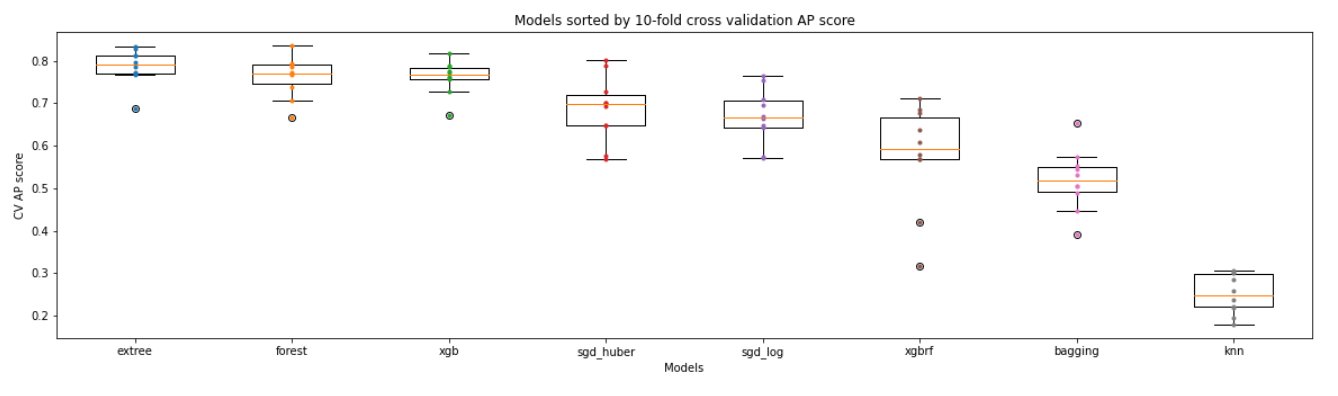 Models sorted by 10-fold cross validation AP score
CV AP score
0.8
0.7
0.6
0.5
0.4
0.3
0.2
extree forest xgb sgd_huber sgd_log xgbrf bagging knn
Models